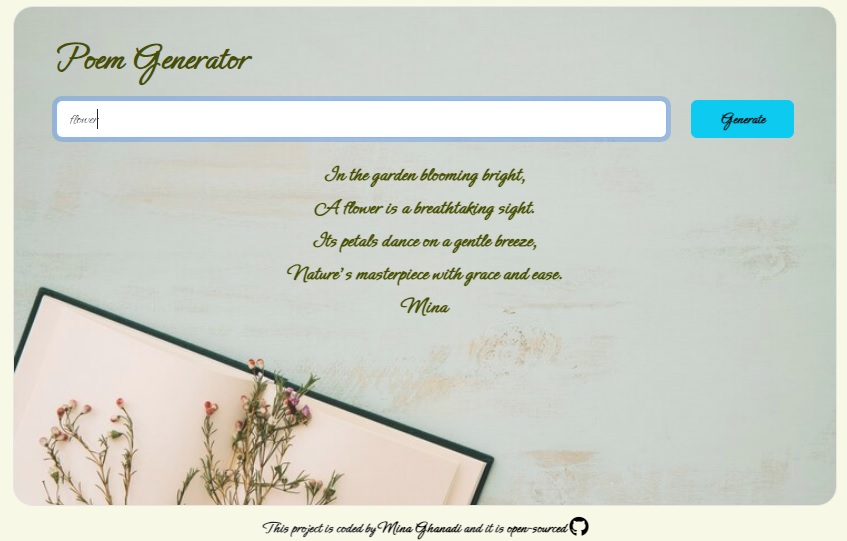 Poem Generator
flower
Generate
In the garden blooming bright,
A flower is a breathtaking sight.
Its petals dance on a gentle breeze,
Nature's masterpiece with grace and ease.
Mina
This project is coded by Mina Ghanadi and it is open-sourced